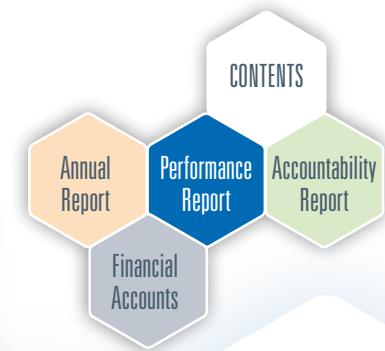 CONTENTS
Annual
Report
Performance
Report
Accountability
Report
Financial
Accounts